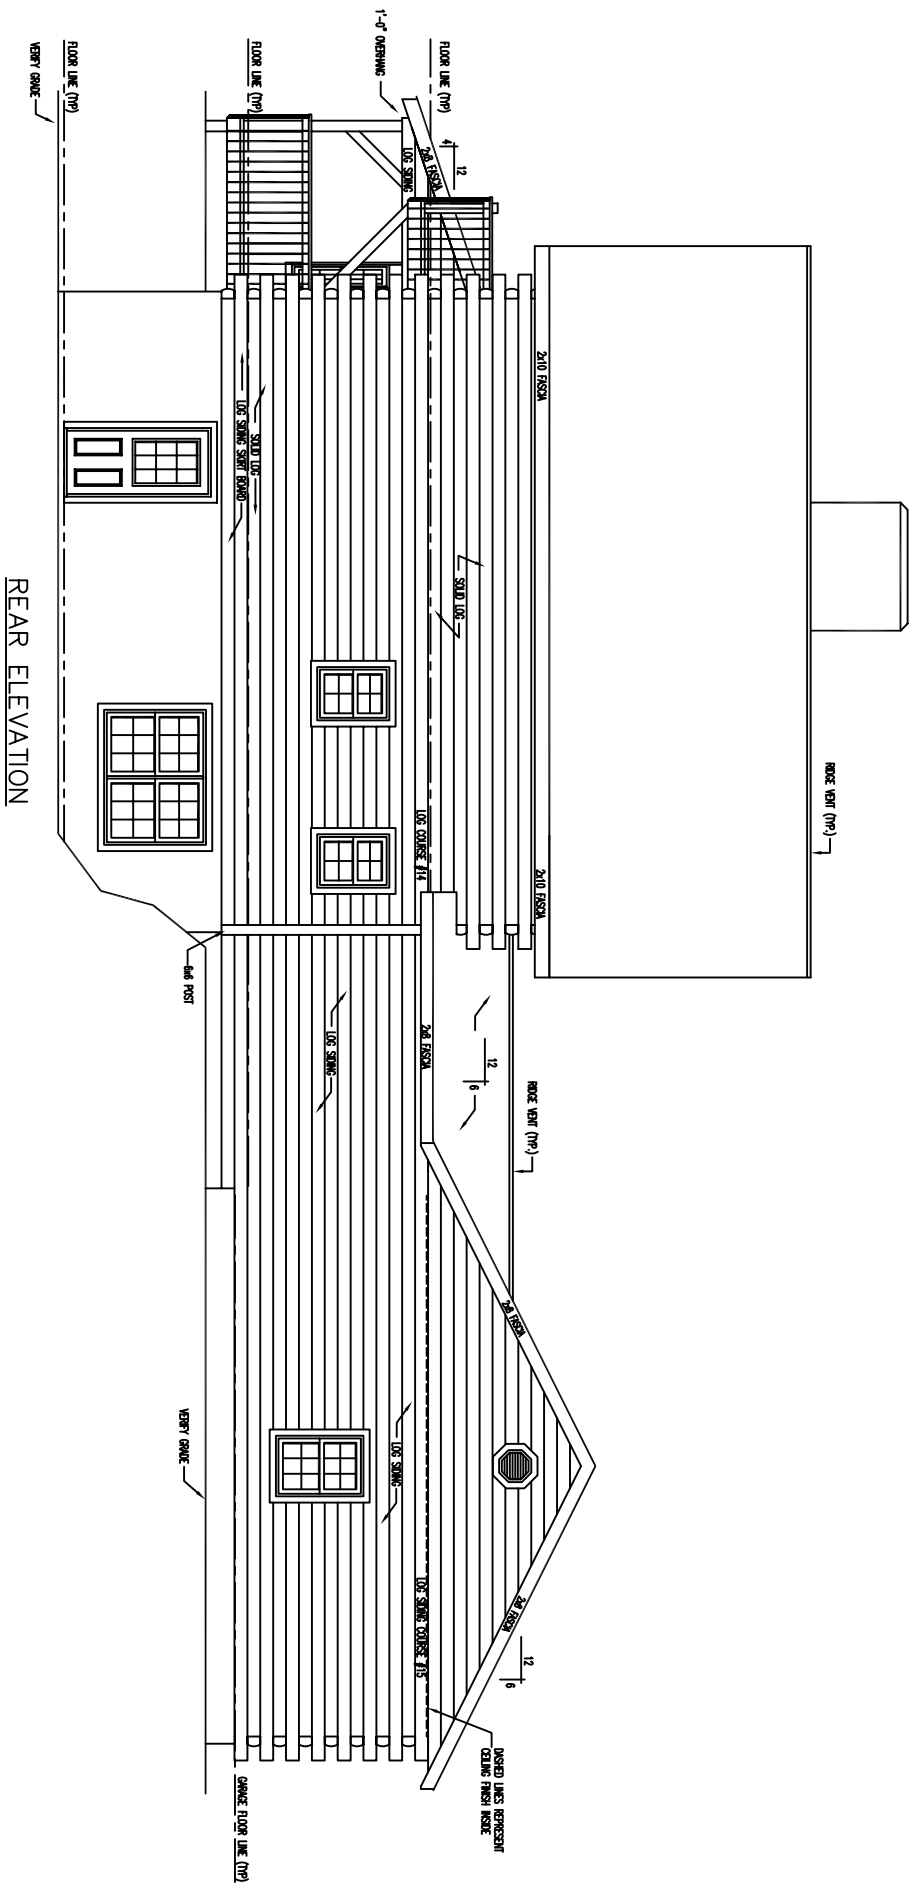 RIDGE VENT (TYP.)
2x10 FASCIA
2x10 FASCIA
RIDGE VENT (TYP.)
12
6
2x8 FASCIA
2x8 FASCIA
12
6
DASHED LINES REPRESENT
CEILING FINISH INSIDE
12
4
2x8 FASCIA
LOG SIDING
1'-0" OVERHANG
FLOOR LINE (TYP)
SOLID LOG
LOG COURSE #14
2x8 FASCIA
LOG SIDING COURSE #15
LOG SIDING
LOG SIDING
FLOOR LINE (TYP)
SOLID LOG
LOG SIDING SKIRT BOARD
GARAGE FLOOR LINE (TYP)
6x6 POST
VERIFY GRADE
FLOOR LINE (TYP)
VERIFY GRADE
REAR ELEVATION